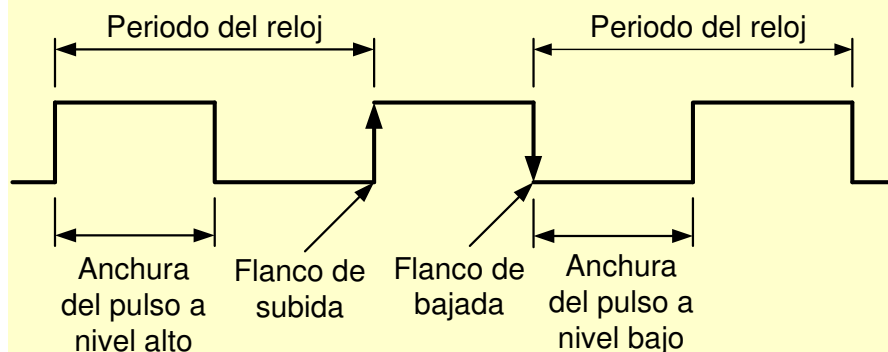 Periodo del reloj
Periodo del reloj
Anchura
del pulso a
nivel alto
Flanco de
subida
Flanco de
bajada
Anchura
del pulso a
nivel bajo